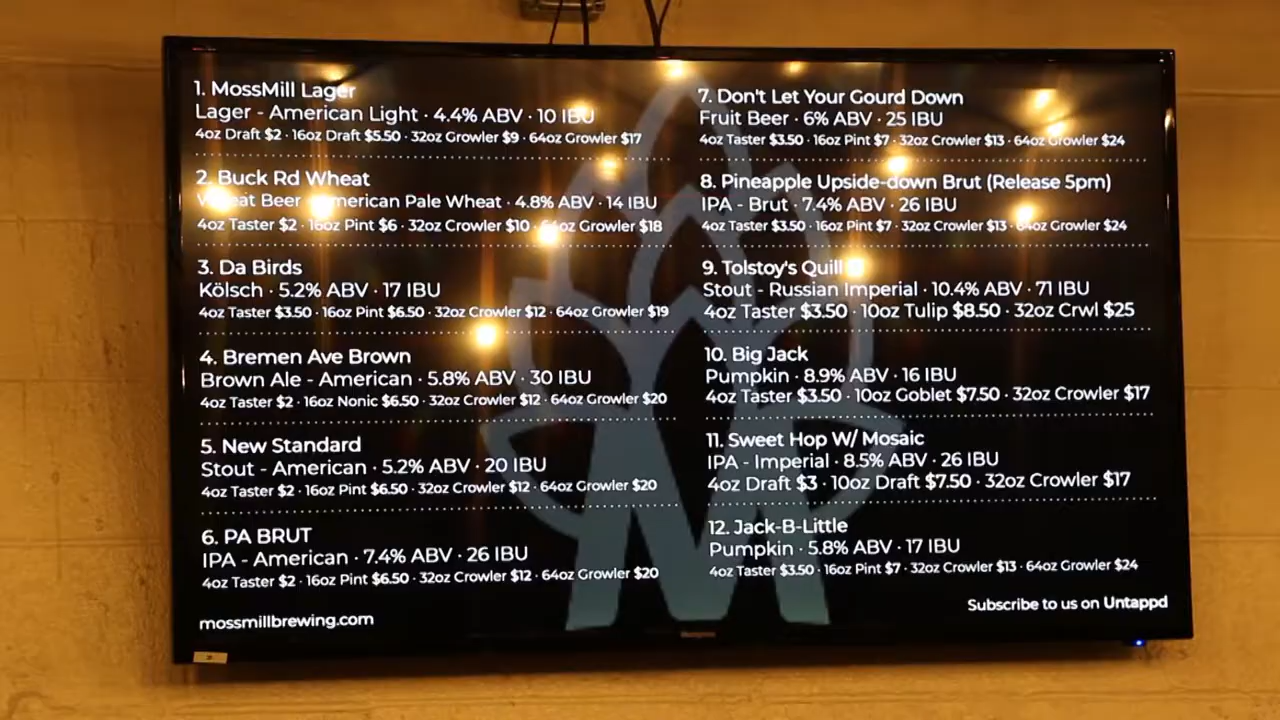 1. MossMill Lager
Lager - American Light · 4.4% ABV · 10 IBU
4oz Draft $2 · 16oz Draft $5.50 · 32oz Growler $9 · 64oz Growler $17
2. Buck Rd Wheat
Wheat Beer - American Pale Wheat · 4.8% ABV · 14 IBU
4oz Taster $2 · 16oz Pint $6 · 32oz Crowler $10 · 64oz Growler $18
3. Da Birds
Kölsch · 5.2% ABV · 17 IBU
4oz Taster $3.50 · 16oz Pint $6.50 · 32oz Crowler $12 · 64oz Growler $19
4. Bremen Ave Brown
Brown Ale - American · 5.8% ABV · 30 IBU
4oz Taster $2 · 16oz Nonic $6.50 · 32oz Crowler $12 · 64oz Growler $20
5. New Standard
Stout - American · 5.2% ABV · 20 IBU
4oz Taster $2 · 16oz Pint $6.50 · 32oz Crowler $12 · 64oz Growler $20
6. PA BRUT
IPA - American · 7.4% ABV · 26 IBU
4oz Taster $2 · 16oz Pint $6.50 · 32oz Crowler $12 · 64oz Growler $20
mossmillbrewing.com
7. Don't Let Your Gourd Down
Fruit Beer · 6% ABV · 25 IBU
4oz Taster $3.50 · 16oz Pint $7 · 32oz Crowler $13 · 64oz Growler $24
8. Pineapple Upside-down Brut (Release 5pm)
IPA - Brut · 7.4% ABV · 26 IBU
4oz Taster $3.50 · 16oz Pint $7 · 32oz Crowler $13 · 64oz Growler $24
9. Tolstoy's Quill
Stout - Russian Imperial · 10.4% ABV · 71 IBU
4oz Taster $3.50 · 10oz Tulip $8.50 · 32oz Crwl $25
10. Big Jack
Pumpkin · 8.9% ABV · 16 IBU
4oz Taster $3.50 · 10oz Goblet $7.50 · 32oz Crowler $17
11. Sweet Hop W/ Mosaic
IPA - Imperial · 8.5% ABV · 26 IBU
4oz Draft $3 · 10oz Draft $7.50 · 32oz Crowler $17
12. Jack-B-Little
Pumpkin · 5.8% ABV · 17 IBU
4oz Taster $3.50 · 16oz Pint $7 · 32oz Crowler $13 · 64oz Growler $24
Subscribe to us on Untappd